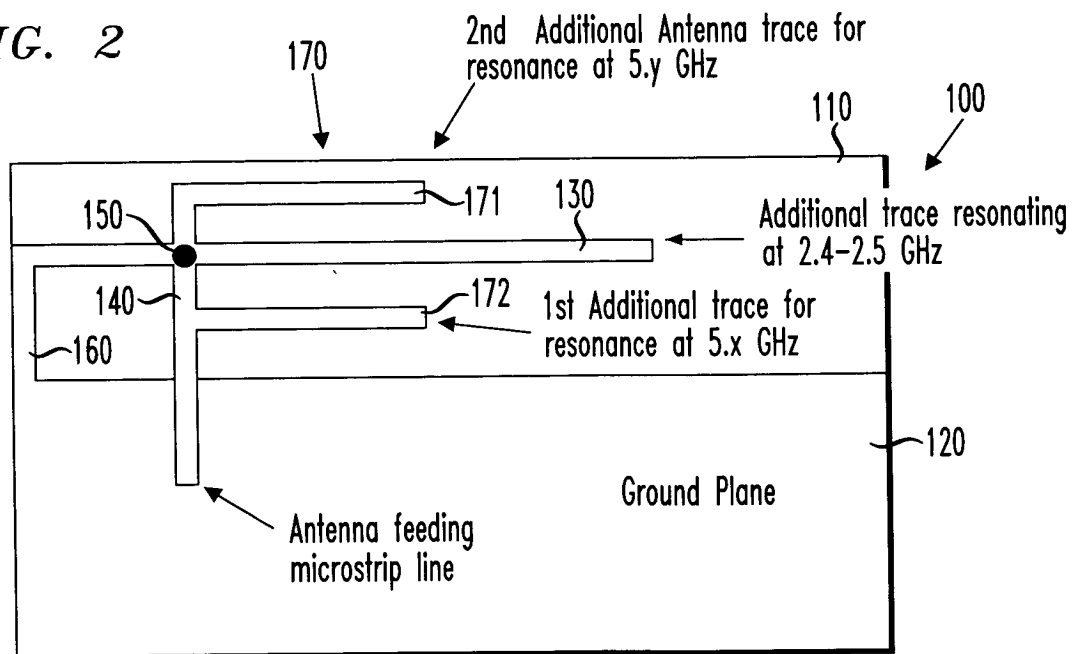 IG. 2
170
2nd Additional Antenna trace for
resonance at 5.y GHz
110
100
171
130
150
Additional trace resonating
at 2.4–2.5 GHz
140
172
1st Additional trace for
resonance at 5.x GHz
160
120
Ground Plane
Antenna feeding
microstrip line